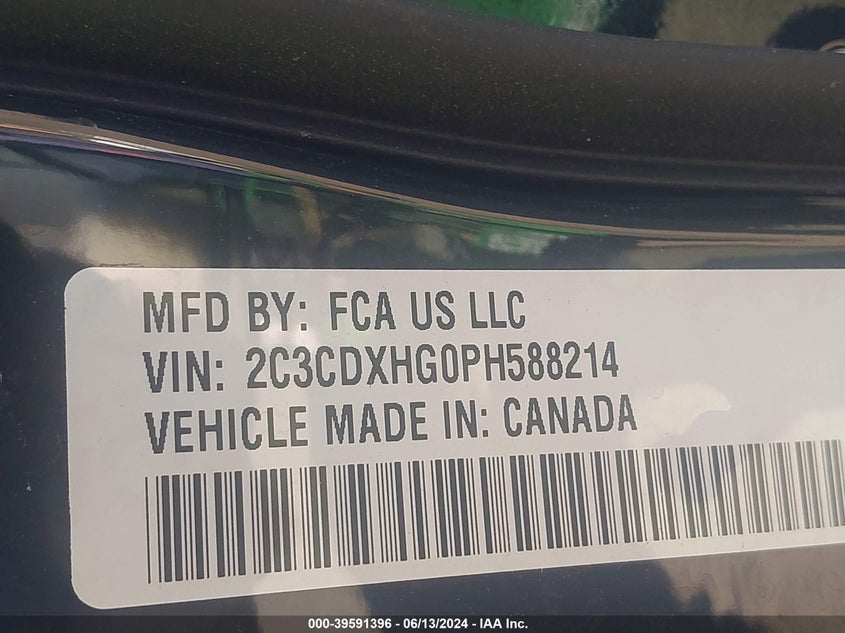 MFD BY: FCA US LLC
VIN: 2C3CDXHG0PH588214
VEHICLE MADE IN: CANADA
000-39591396 - 06/13/2024 - IAA Inc.